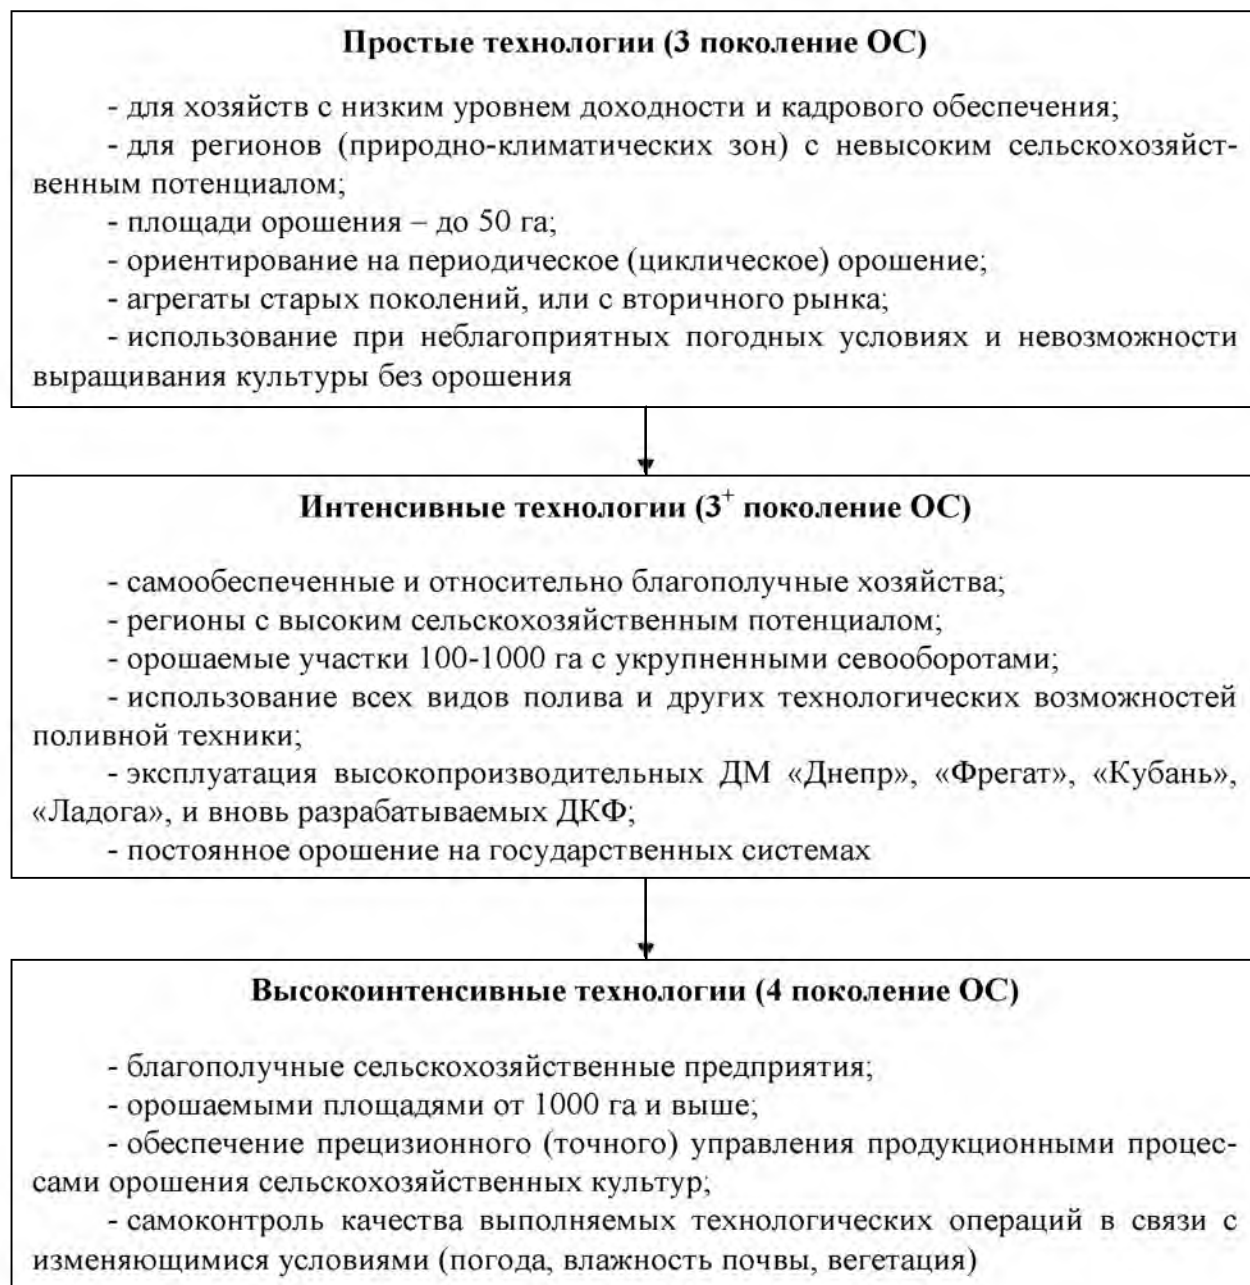 Простые технологии (3 поколение ОС)
- для хозяйств с низким уровнем доходности и кадрового обеспечения;
- для регионов (природно-климатических зон) с невысоким сельскохозяйст-
венным потенциалом;
- площади орошения – до 50 га;
- ориентирование на периодическое (циклическое) орошение;
- агрегаты старых поколений, или с вторичного рынка;
- использование при неблагоприятных погодных условиях и невозможности
выращивания культуры без орошения
Интенсивные технологии (3⁺ поколение ОС)
- самообеспеченные и относительно благополучные хозяйства;
- регионы с высоким сельскохозяйственным потенциалом;
- орошаемые участки 100-1000 га с укрупненными севооборотами;
- использование всех видов полива и других технологических возможностей
поливной техники;
- эксплуатация высокопроизводительных ДМ «Днепр», «Фрегат», «Кубань»,
«Ладога», и вновь разрабатываемых ДКФ;
- постоянное орошение на государственных системах
Высокоинтенсивные технологии (4 поколение ОС)
- благополучные сельскохозяйственные предприятия;
- орошаемыми площадями от 1000 га и выше;
- обеспечение прецизионного (точного) управления продукционными процес-
сами орошения сельскохозяйственных культур;
- самоконтроль качества выполняемых технологических операций в связи с
изменяющимися условиями (погода, влажность почвы, вегетация)